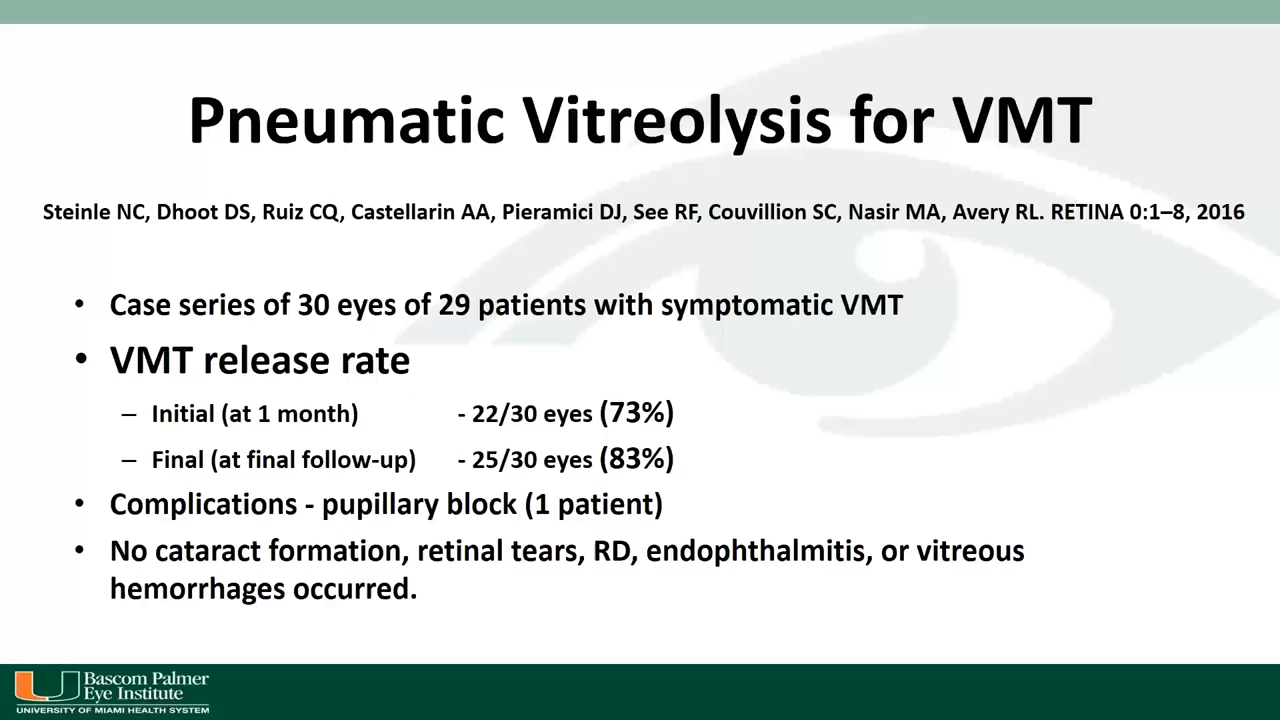 Pneumatic Vitreolysis for VMT
Steinle NC, Dhoot DS, Ruiz CQ, Castellarin AA, Pieramici DJ, See RF, Couvillion SC, Nasir MA, Avery RL. RETINA 0:1–8, 2016
• Case series of 30 eyes of 29 patients with symptomatic VMT
• VMT release rate
– Initial (at 1 month) - 22/30 eyes (73%)
– Final (at final follow-up) - 25/30 eyes (83%)
• Complications - pupillary block (1 patient)
• No cataract formation, retinal tears, RD, endophthalmitis, or vitreous
hemorrhages occurred.
Bascom Palmer
Eye Institute
UNIVERSITY OF MIAMI HEALTH SYSTEM